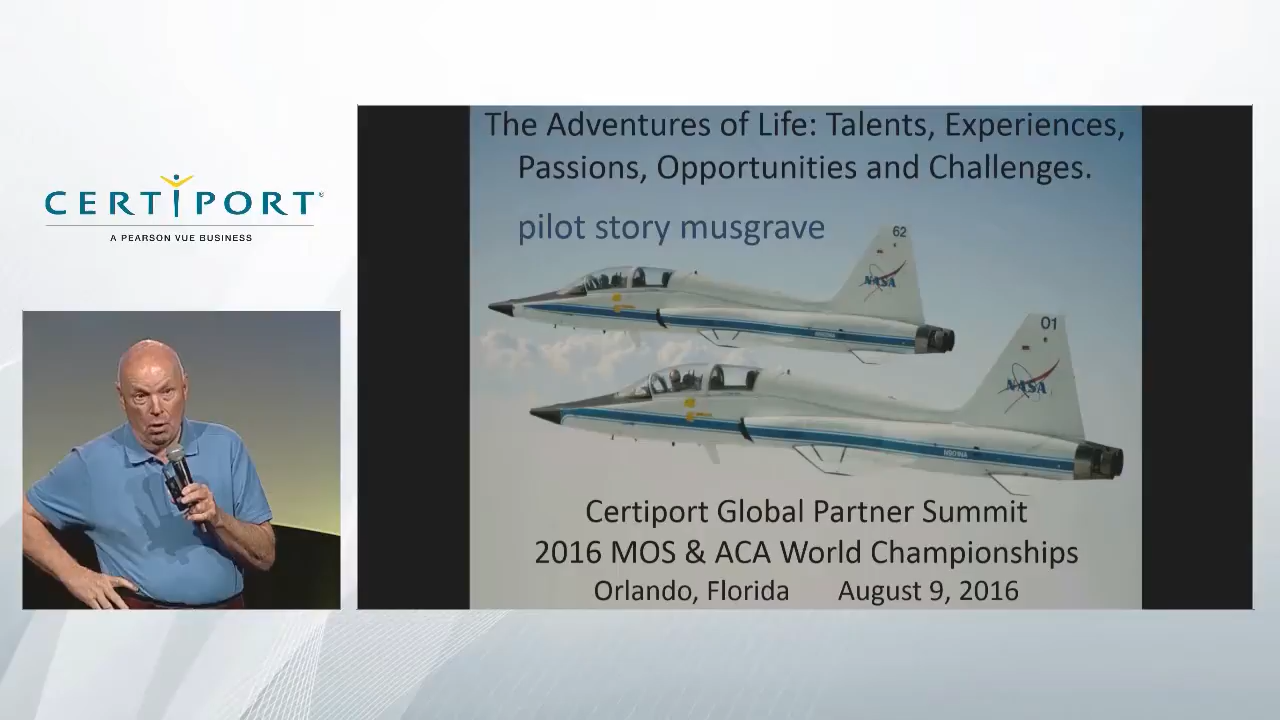 CERTIPORT®
A PEARSON VUE BUSINESS
The Adventures of Life: Talents, Experiences,
Passions, Opportunities and Challenges.
pilot story musgrave
62
NASA
01
NASA
N901NA
Certiport Global Partner Summit
2016 MOS & ACA World Championships
Orlando, Florida August 9, 2016